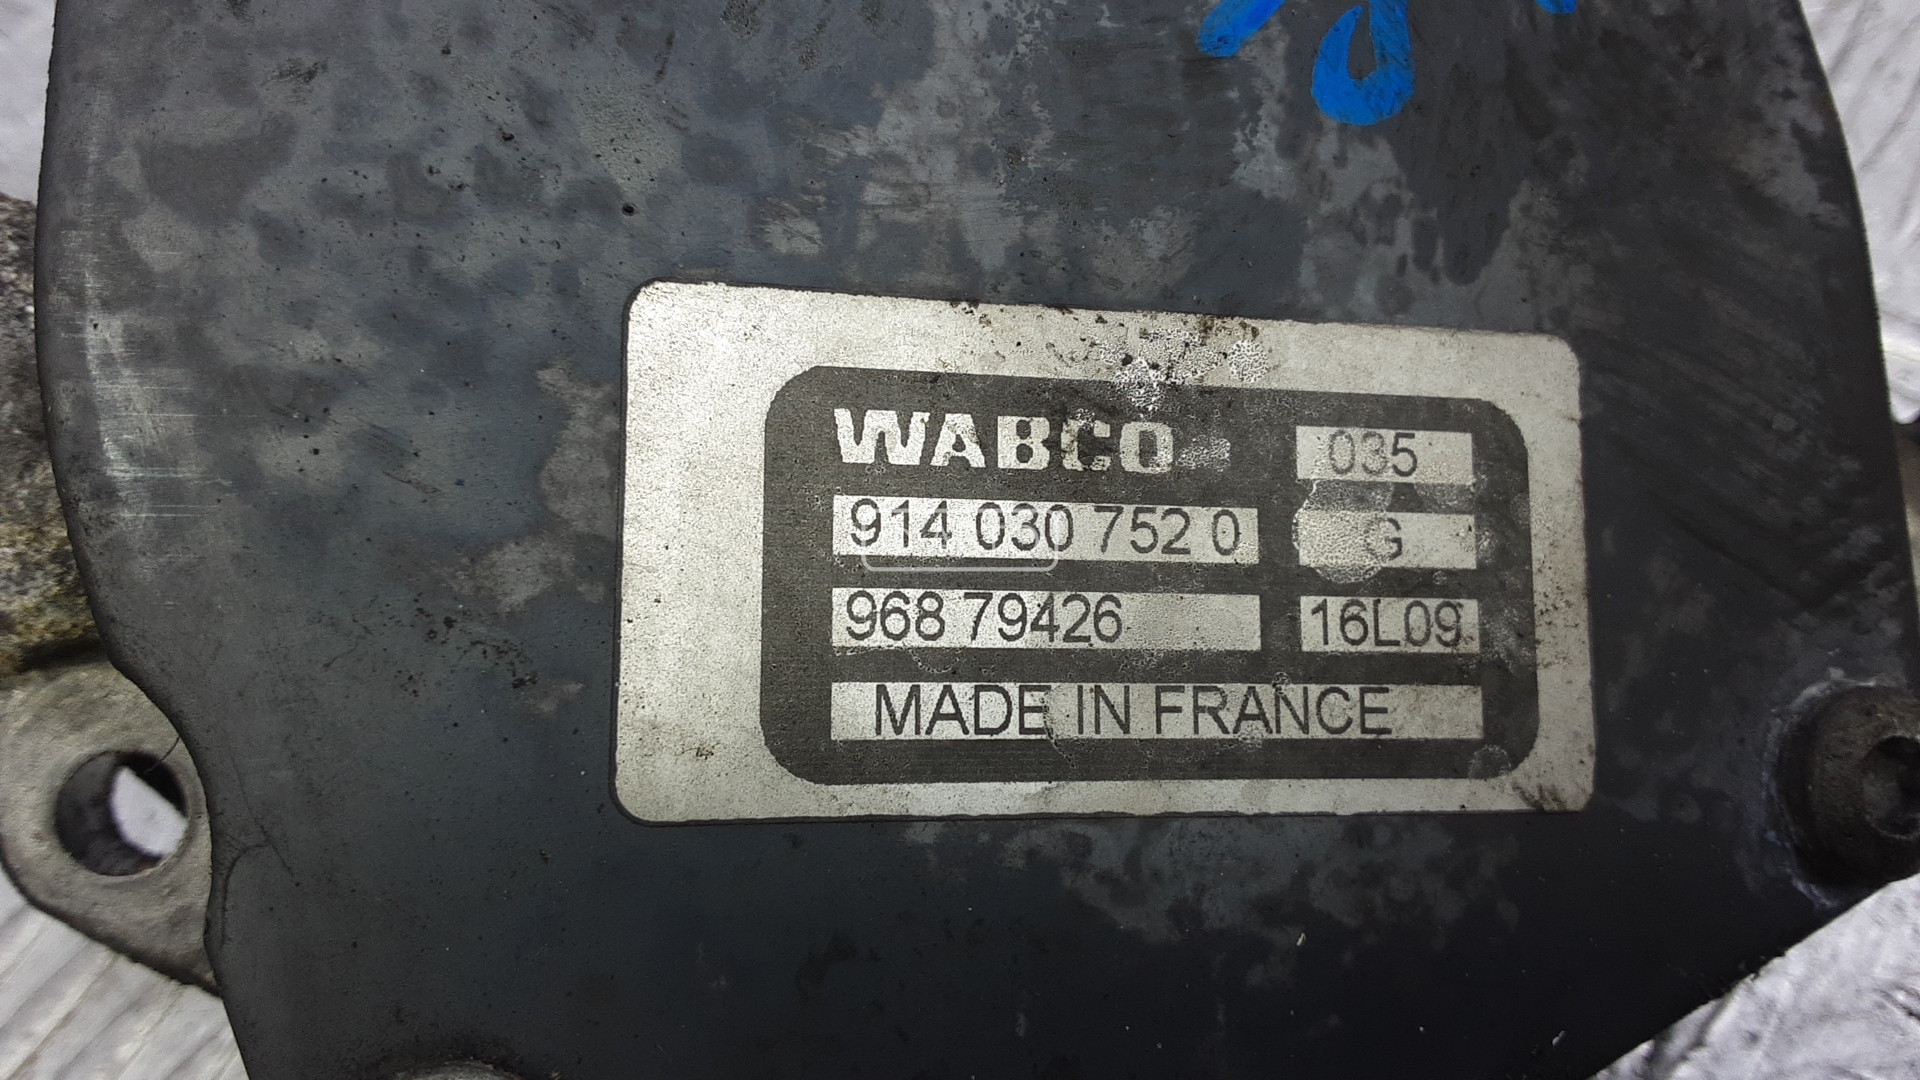 WABCO 035
914 030 752 0 G
968 79426 16L09
MADE IN FRANCE